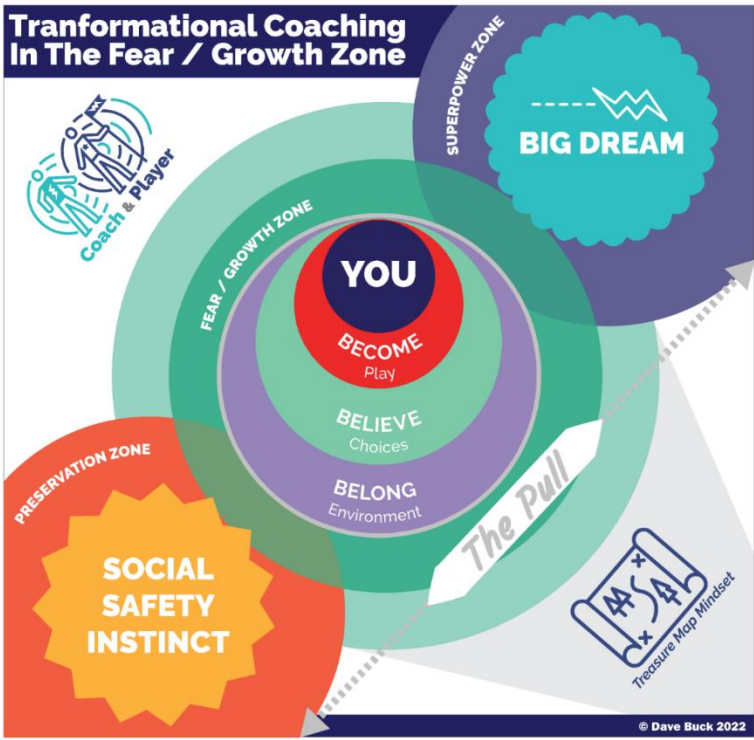 Tranformational Coaching
In The Fear / Growth Zone
SUPERPOWER ZONE
BIG DREAM
Coach & Player
FEAR / GROWTH ZONE
YOU
BECOME
Play
BELIEVE
Choices
BELONG
Environment
PRESERVATION ZONE
The Pull
SOCIAL
SAFETY
INSTINCT
Treasure Map Mindset
© Dave Buck 2022